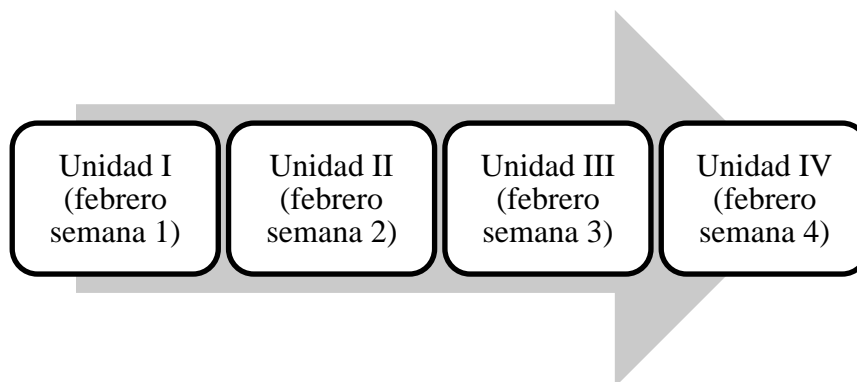 Unidad I
(febrero
semana 1)
Unidad II
(febrero
semana 2)
Unidad III
(febrero
semana 3)
Unidad IV
(febrero
semana 4)